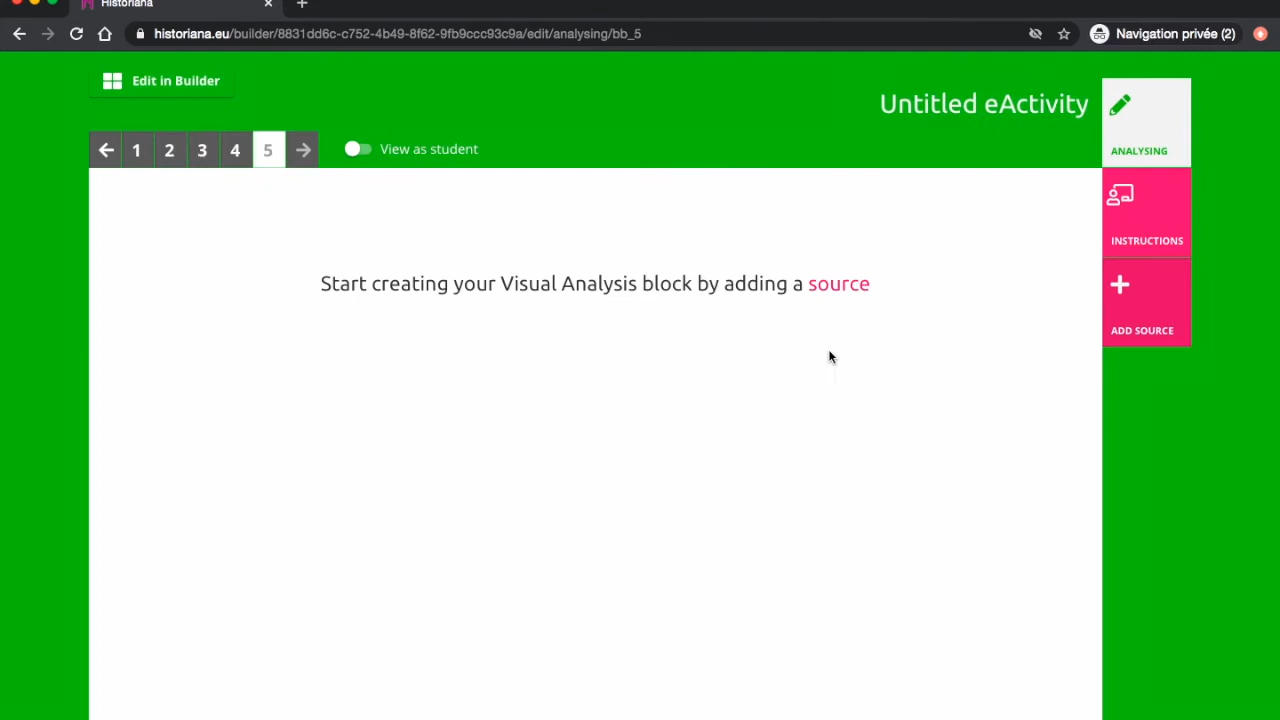 Historiana
historiana.eu/builder/8831dd6c-c752-4b49-8f62-9fb9ccc93c9a/edit/analysing/bb_5
Navigation privée (2)
Edit in Builder
Untitled eActivity
1 2 3 4 5
View as student
ANALYSING
INSTRUCTIONS
ADD SOURCE
Start creating your Visual Analysis block by adding a source